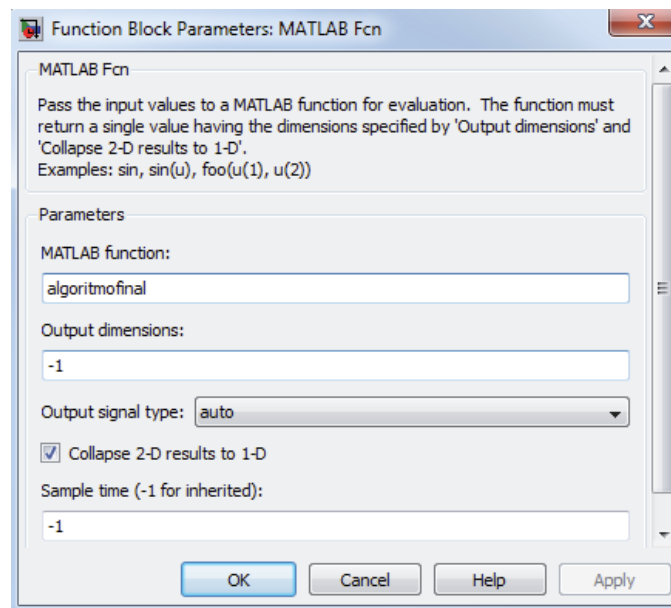 Function Block Parameters: MATLAB Fcn
MATLAB Fcn
Pass the input values to a MATLAB function for evaluation. The function must
return a single value having the dimensions specified by 'Output dimensions' and
'Collapse 2-D results to 1-D'.
Examples: sin, sin(u), foo(u(1), u(2))
Parameters
MATLAB function:
algoritmofinal
Output dimensions:
-1
Output signal type: auto
Collapse 2-D results to 1-D
Sample time (-1 for inherited):
-1
OK Cancel Help Apply